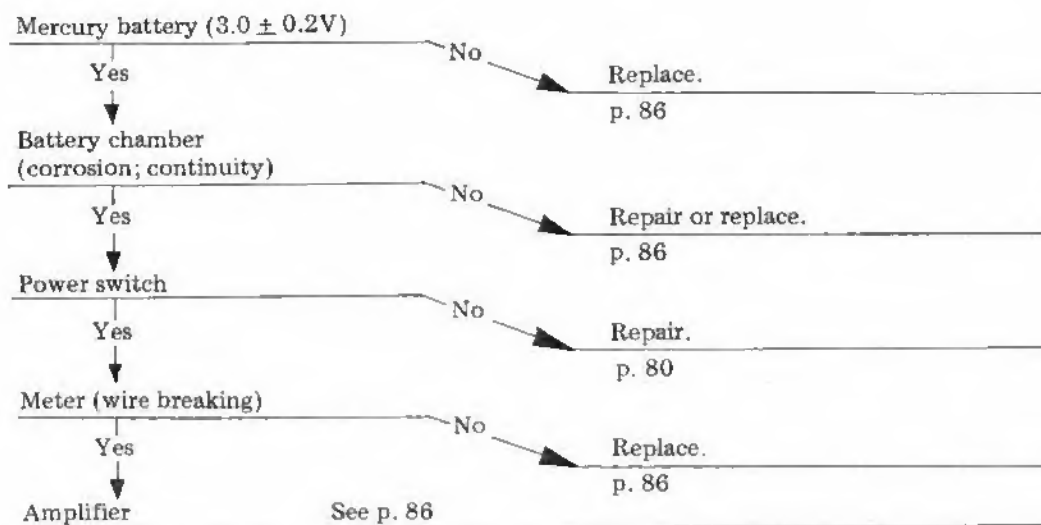 Mercury battery (3.0 ± 0.2V)
No
Yes
Replace.
p. 86
Battery chamber
(corrosion; continuity)
No
Yes
Repair or replace.
p. 86
Power switch
No
Yes
Repair.
p. 80
Meter (wire breaking)
No
Yes
Replace.
p. 86
Amplifier See p. 86